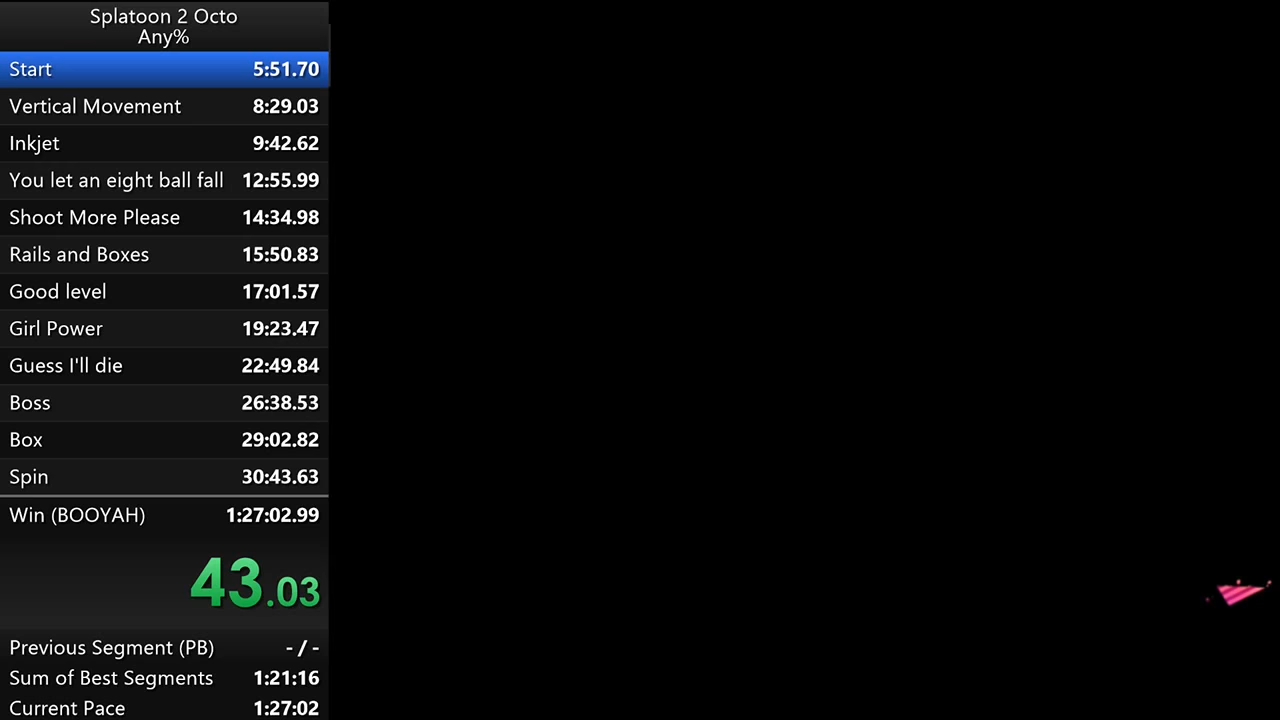 Splatoon 2 Octo
Any%
Start 5:51.70
Vertical Movement 8:29.03
Inkjet 9:42.62
You let an eight ball fall 12:55.99
Shoot More Please 14:34.98
Rails and Boxes 15:50.83
Good level 17:01.57
Girl Power 19:23.47
Guess I'll die 22:49.84
Boss 26:38.53
Box 29:02.82
Spin 30:43.63
Win (BOOYAH) 1:27:02.99
43.03
Previous Segment (PB) - / -
Sum of Best Segments 1:21:16
Current Pace 1:27:02